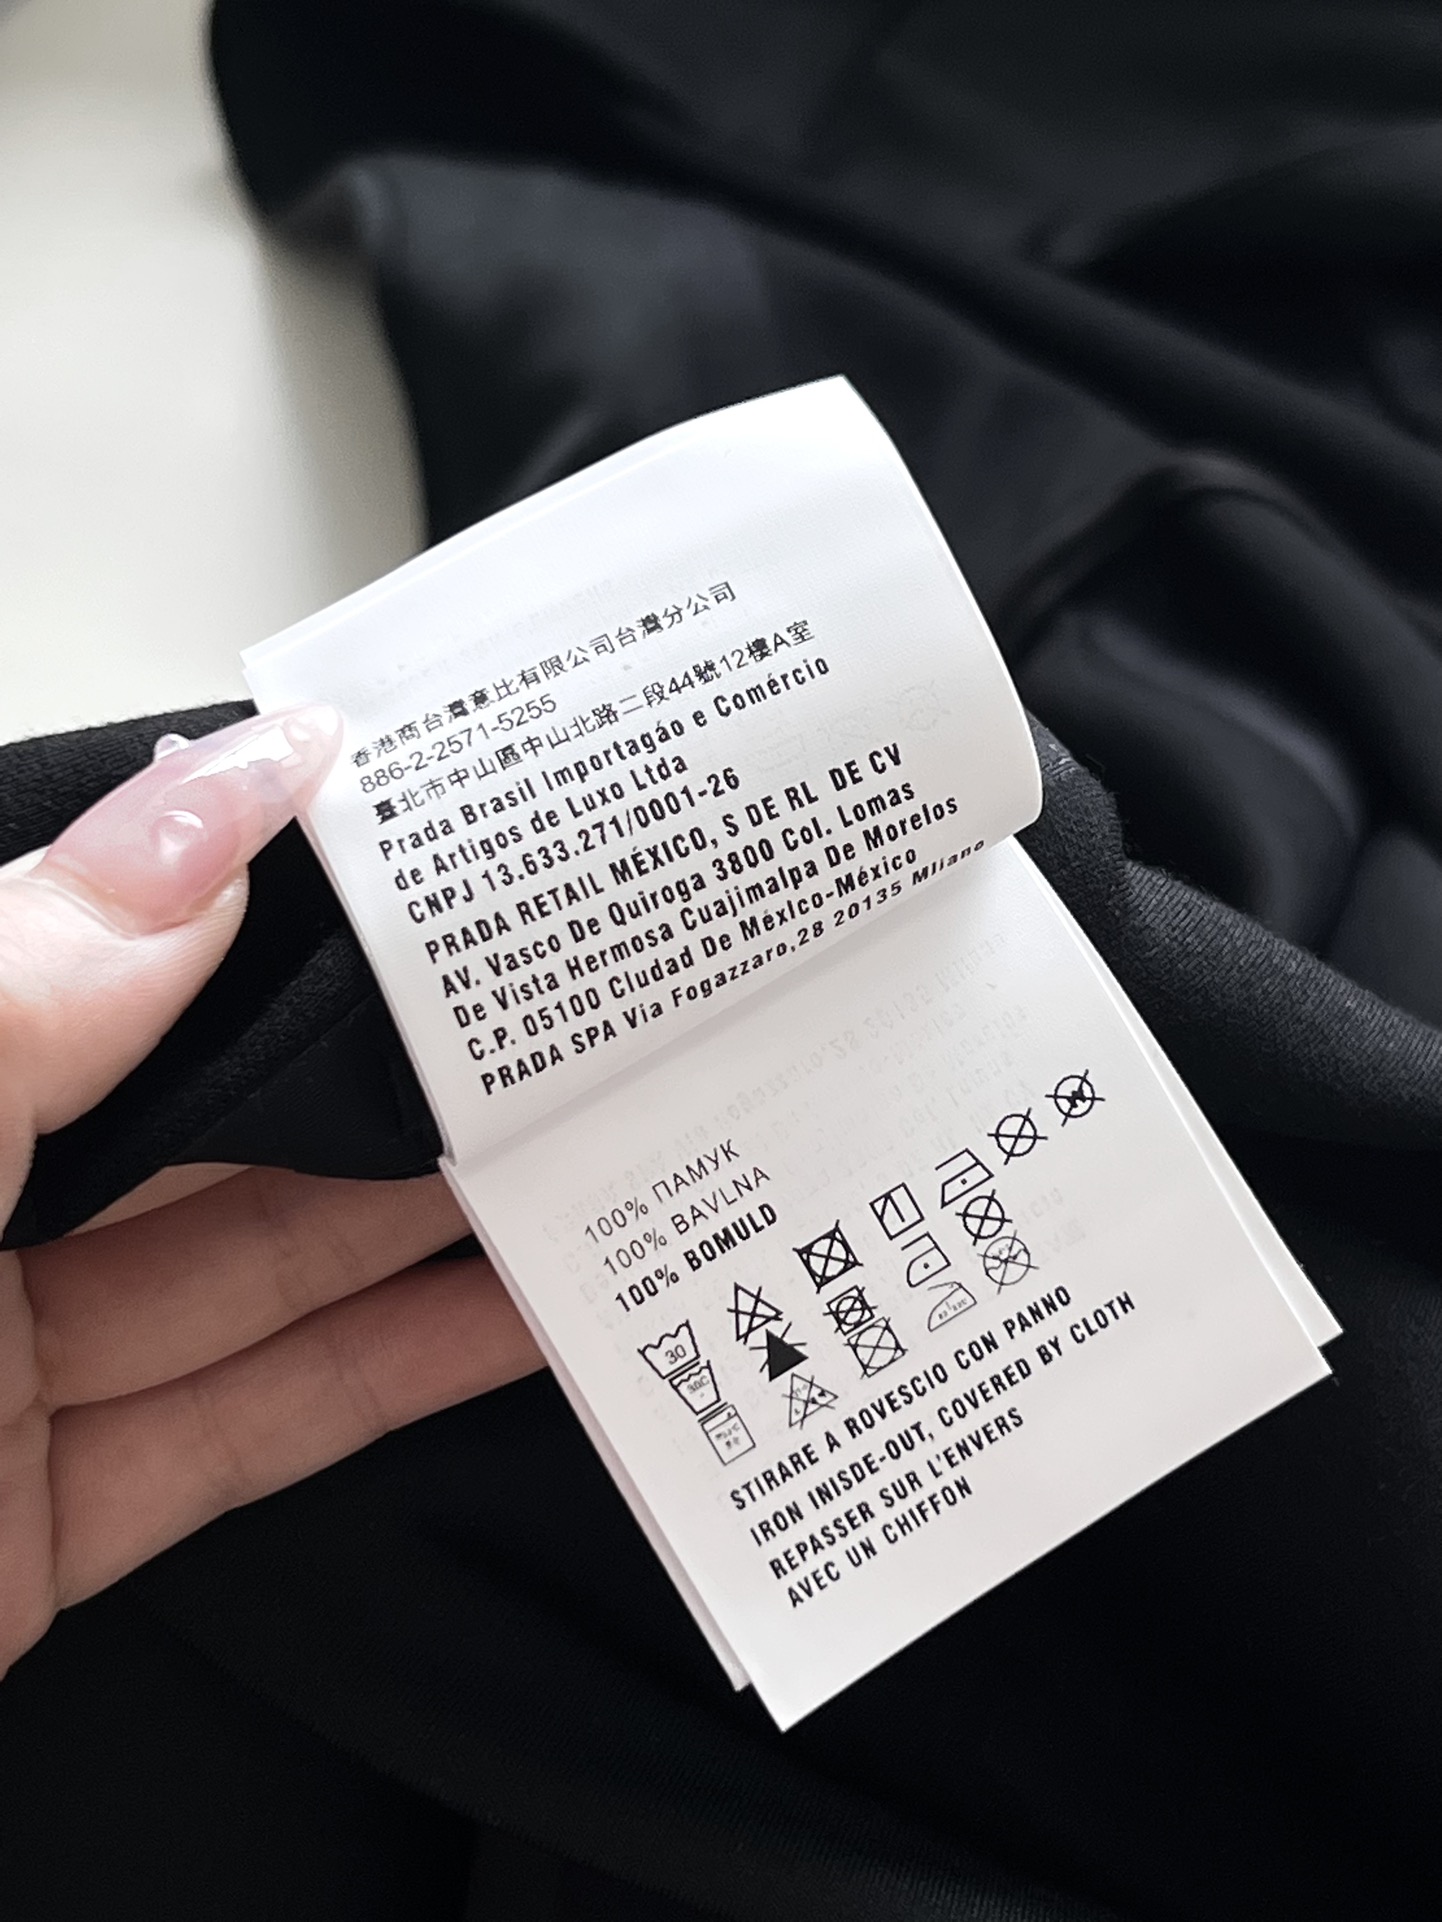 香港商台灣意比有限公司台灣分公司
886-2-2571-5255
臺北市中山區中山北路二段44號12樓A室
Prada Brasil Importagáo e Comércio
de Artigos de Luxo Ltda
CNPJ 13.633.271/0001-26
PRADA RETAIL MÉXICO, S DE RL DE CV
AV. Vasco De Quiroga 3800 Col. Lomas
De Vista Hermosa Cuajimalpa De Morelos
C.P. 05100 Ciudad De México-México
PRADA SPA Via Fogazzaro,28 20135 Milano
100% ПАМУК
100% BAVLNA
100% BOMULD
30
30C
W
STIRARE A ROVESCIO CON PANNO
IRON INISDE-OUT, COVERED BY CLOTH
REPASSER SUR L'ENVERS
AVEC UN CHIFFON